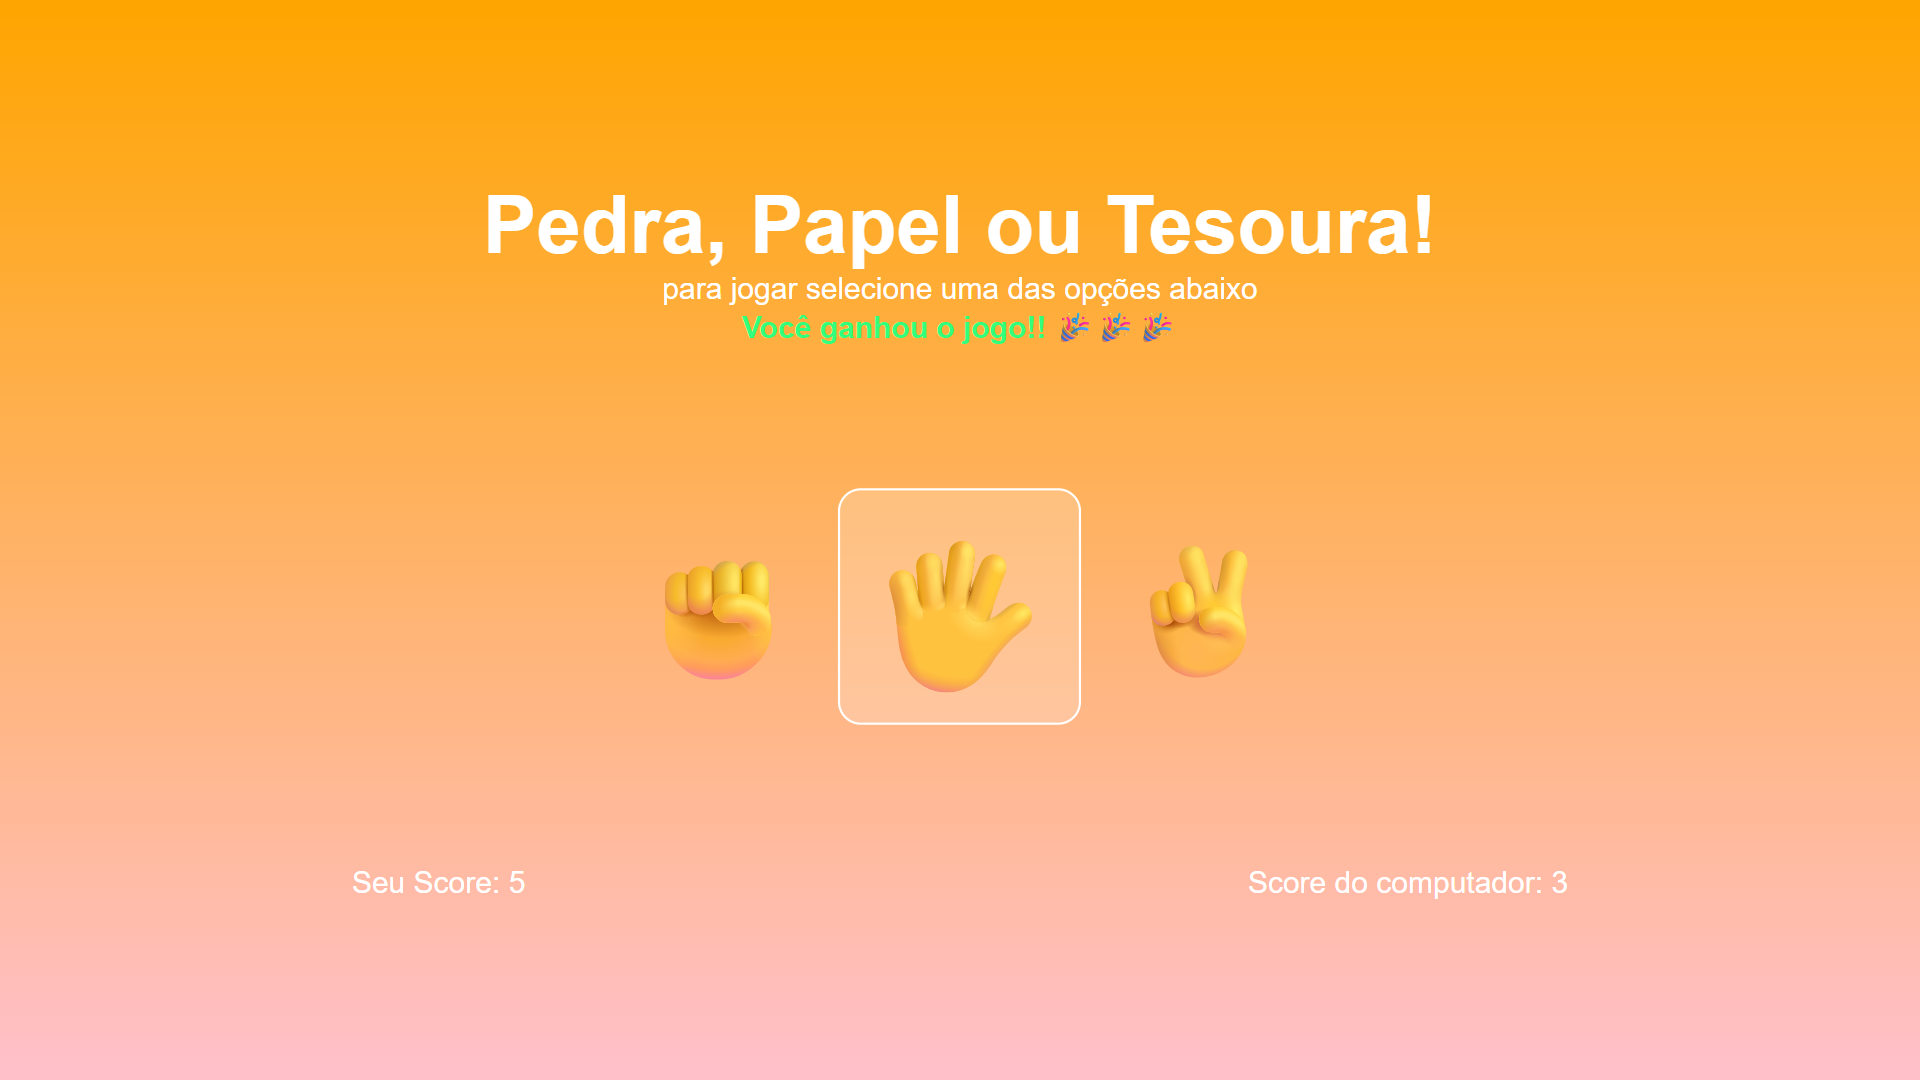 Pedra, Papel ou Tesoura!
para jogar selecione uma das opções abaixo
Você ganhou o jogo!! 🎉 🎉 🎉
Seu Score: 5
Score do computador: 3